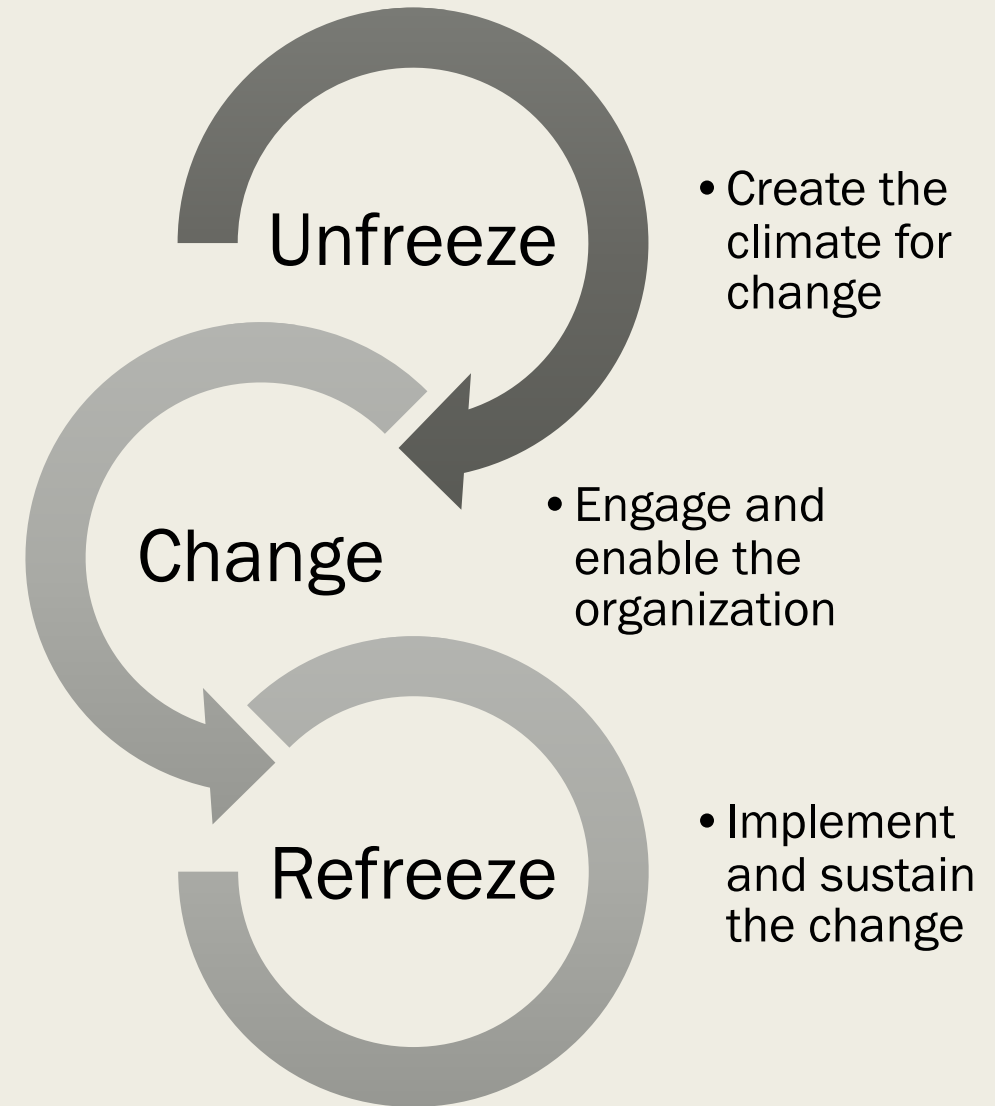 Unfreeze
• Create the
climate for
change
Change
• Engage and
enable the
organization
Refreeze
• Implement
and sustain
the change